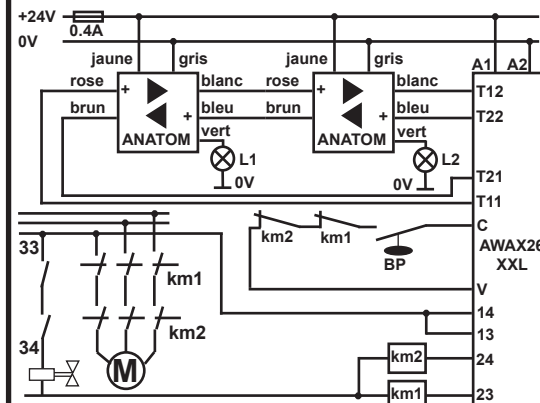 +24V
0.4A
0V
jaune gris jaune gris
A1 A2
rose blanc rose blanc
T12
brun bleu brun bleu
T22
+ + + +
ANATOM ANATOM
vert vert
L1 L2
0V 0V
T21
T11
C
km2 km1
BP
AWAX26
XXL
33
km1
V
km2
14
13
34
M
km2
24
km1
23